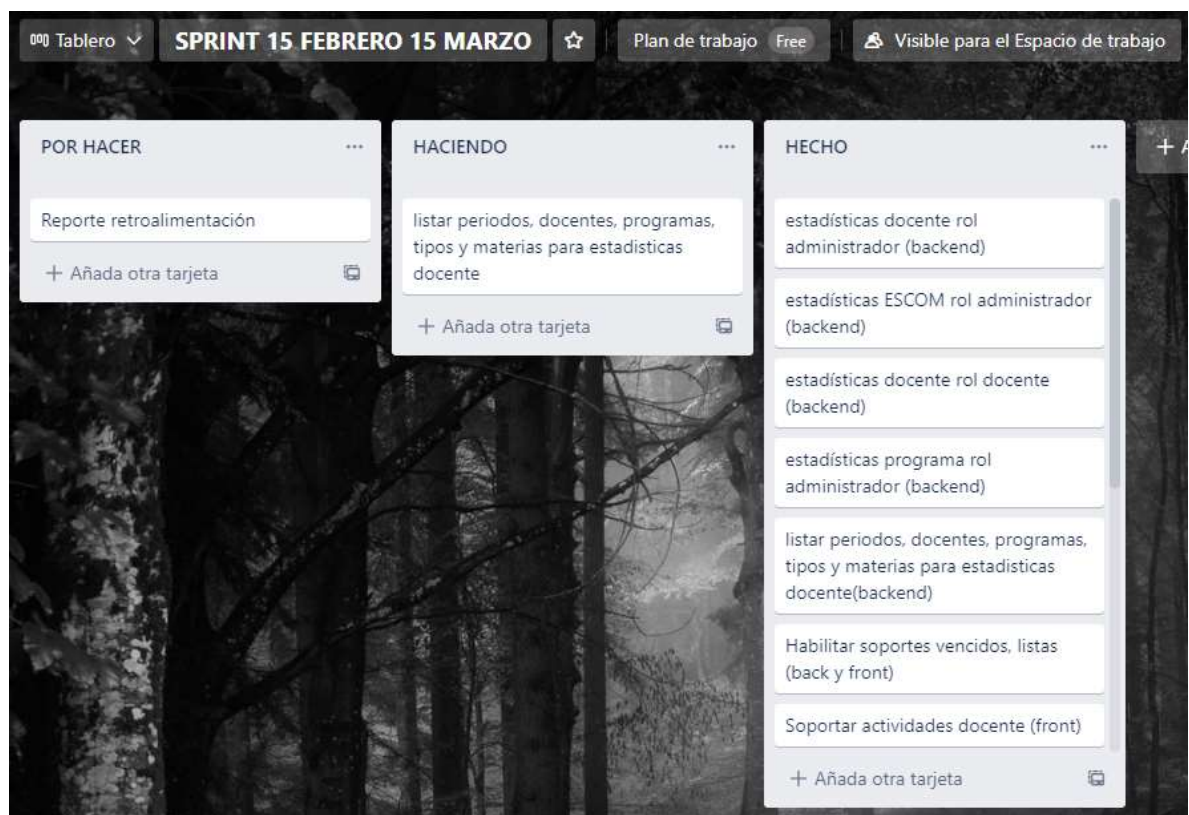 Tablero
SPRINT 15 FEBRERO 15 MARZO
Plan de trabajo Free
Visible para el Espacio de trabajo
POR HACER
Reporte retroalimentación
+ Añada otra tarjeta
HACIENDO
listar periodos, docentes, programas,
tipos y materias para estadisticas
docente
+ Añada otra tarjeta
HECHO
estadísticas docente rol
administrador (backend)
estadísticas ESCOM rol administrador
(backend)
estadísticas docente rol docente
(backend)
estadísticas programa rol
administrador (backend)
listar periodos, docentes, programas,
tipos y materias para estadisticas
docente(backend)
Habilitar soportes vencidos, listas
(back y front)
Soportar actividades docente (front)
+ Añada otra tarjeta
+ A